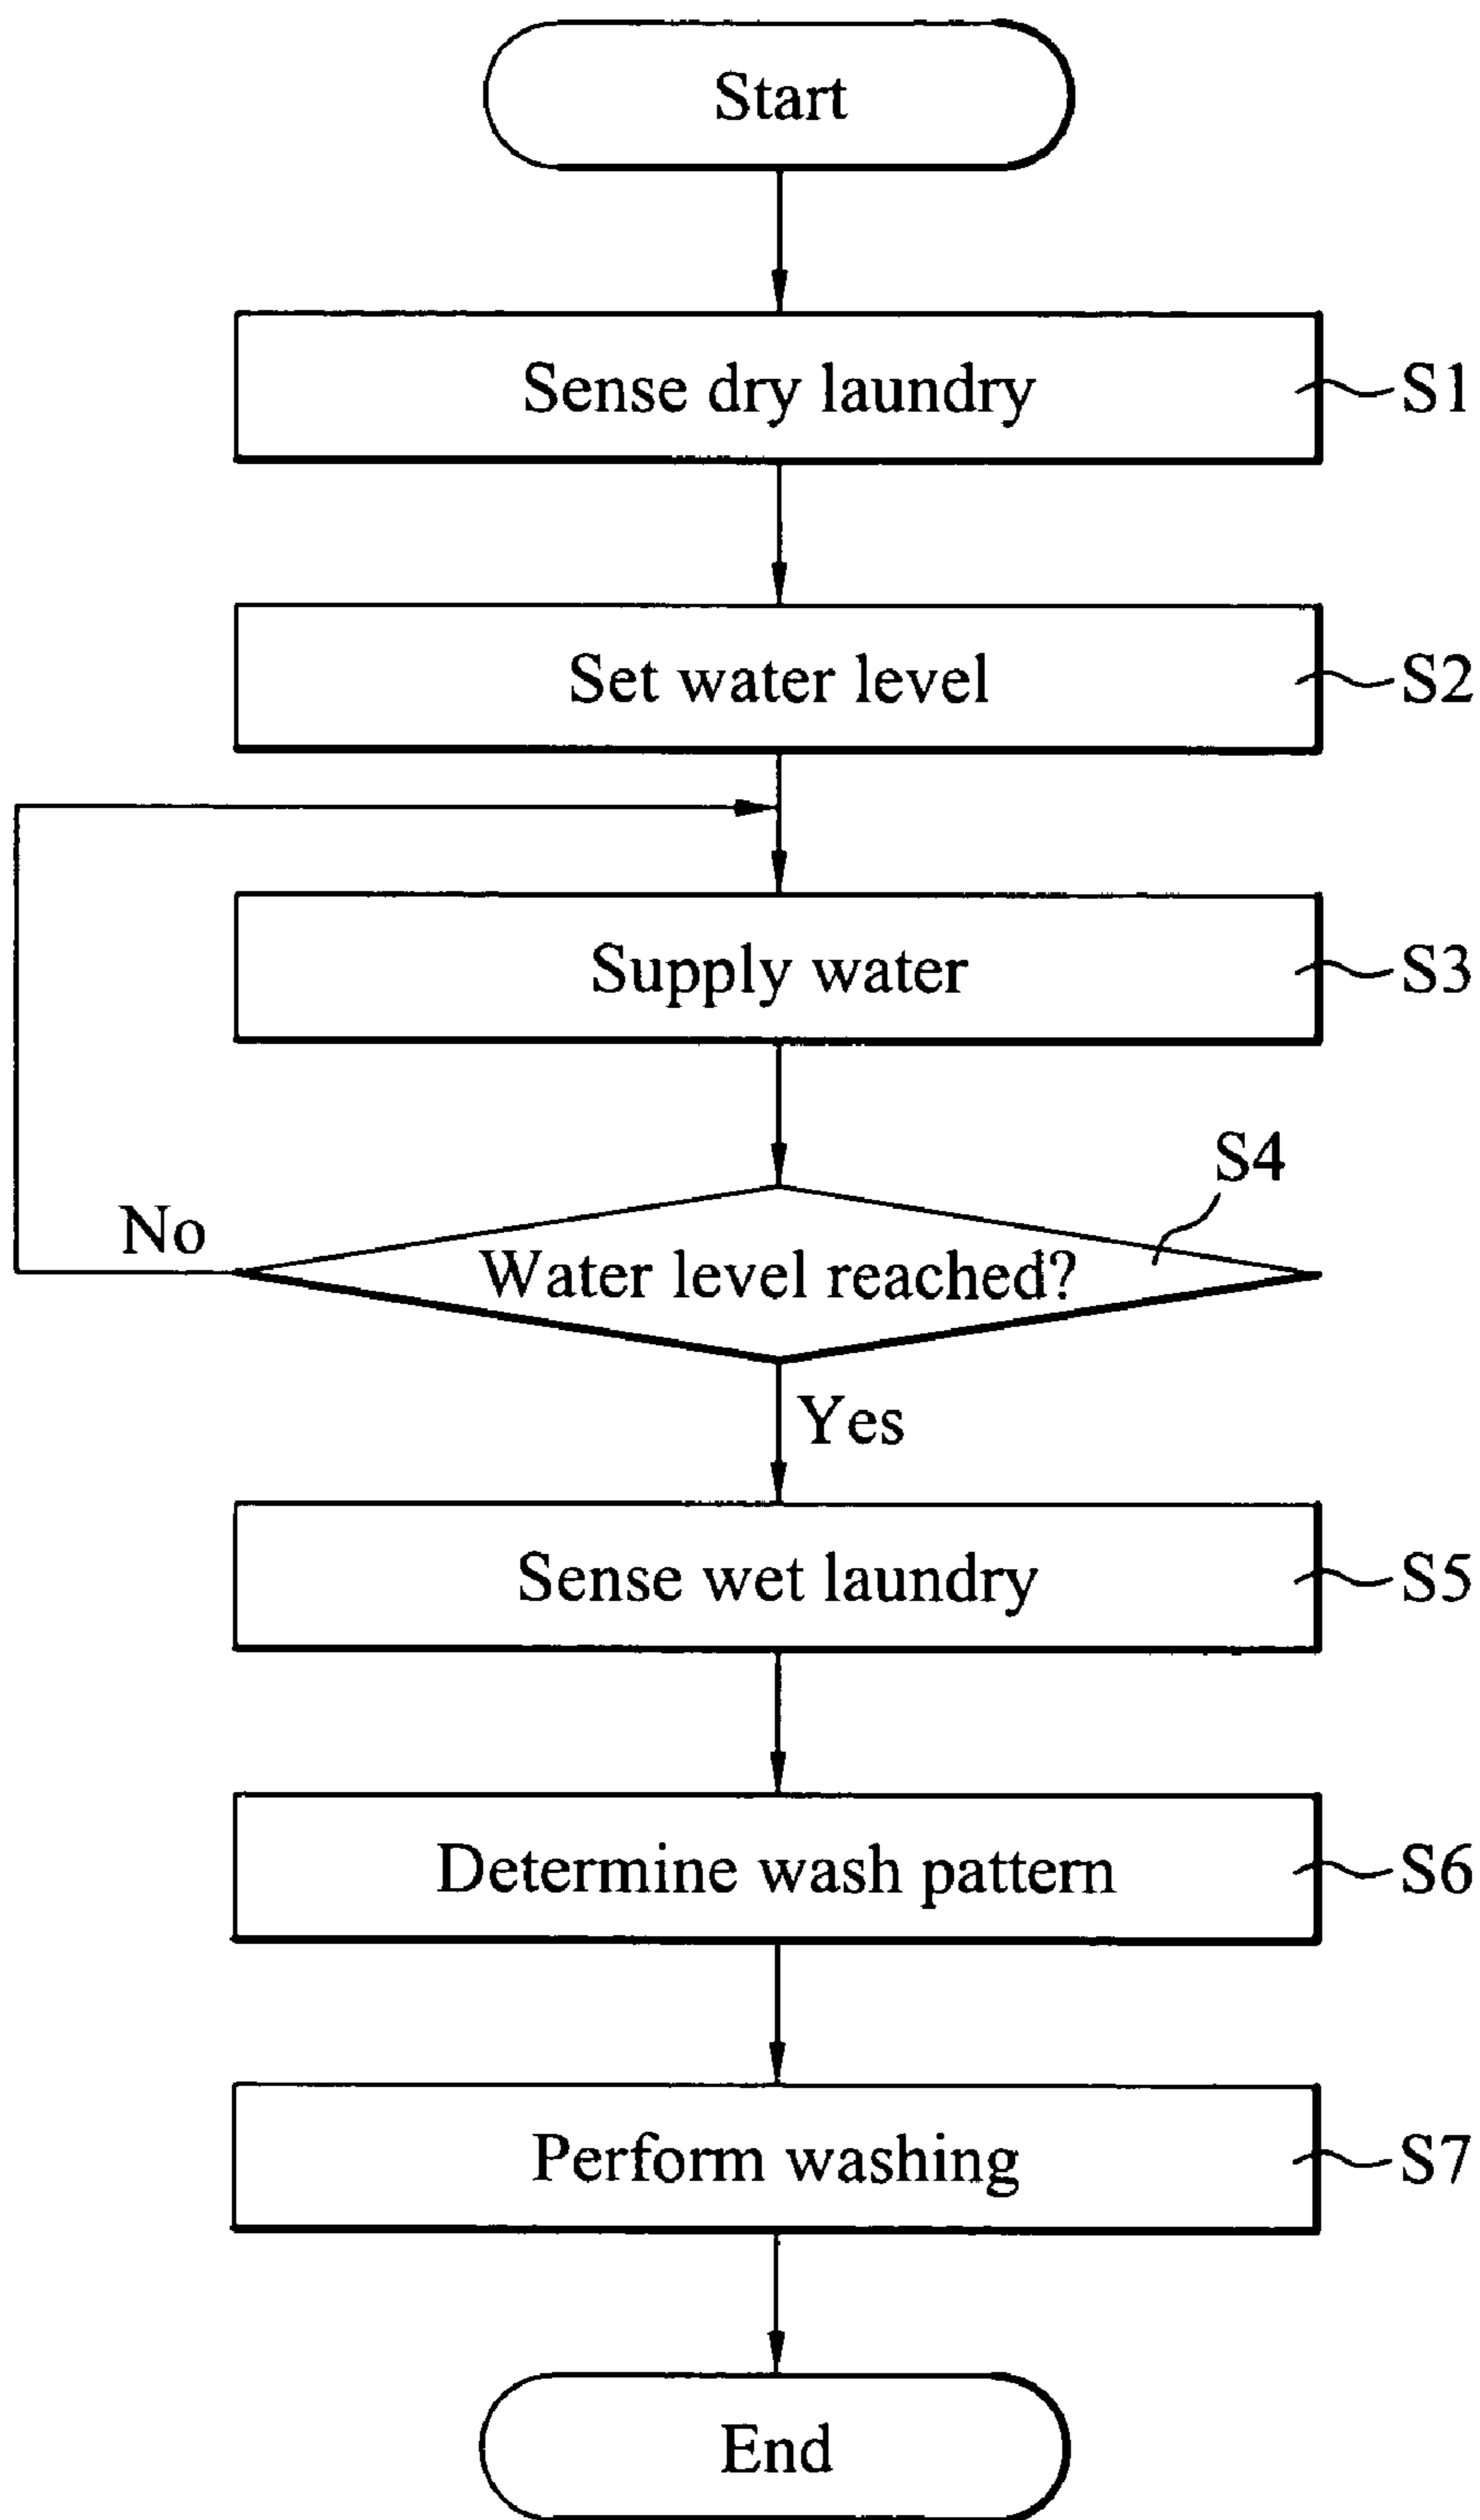 Start
Sense dry laundry
S1
Set water level
S2
Supply water
S3
S4
No
Water level reached?
Yes
Sense wet laundry
S5
Determine wash pattern
S6
Perform washing
S7
End